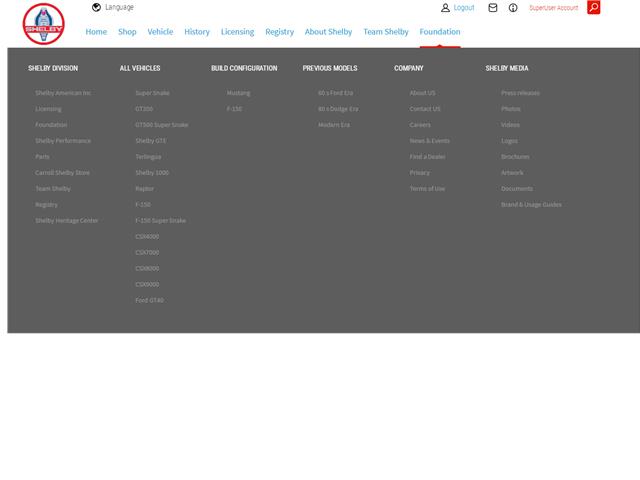 Language
Logout
SuperUser Account
SHELBY
Home Shop Vehicle History Licensing Registry About Shelby Team Shelby Foundation
SHELBY DIVISION
Shelby American Inc
Licensing
Foundation
Shelby Performance
Parts
Carroll Shelby Store
Team Shelby
Registry
Shelby Heritage Center
ALL VEHICLES
Super Snake
GT350
GT500 Super Snake
Shelby GTE
Terlingua
Shelby 1000
Raptor
F-150
F-150 Super Snake
CSX4000
CSX7000
CSX8000
CSX9000
Ford GT40
BUILD CONFIGURATION
Mustang
F-150
PREVIOUS MODELS
60 s Ford Era
80 s Dodge Era
Modern Era
COMPANY
About US
Contact US
Careers
News & Events
Find a Dealer
Privacy
Terms of Use
SHELBY MEDIA
Press releases
Photos
Videos
Logos
Brochures
Artwork
Documents
Brand & Usage Guides